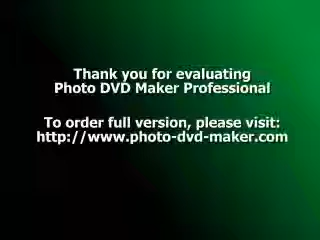 Thank you for evaluating
Photo DVD Maker Professional
To order full version, please visit:
http://www.photo-dvd-maker.com